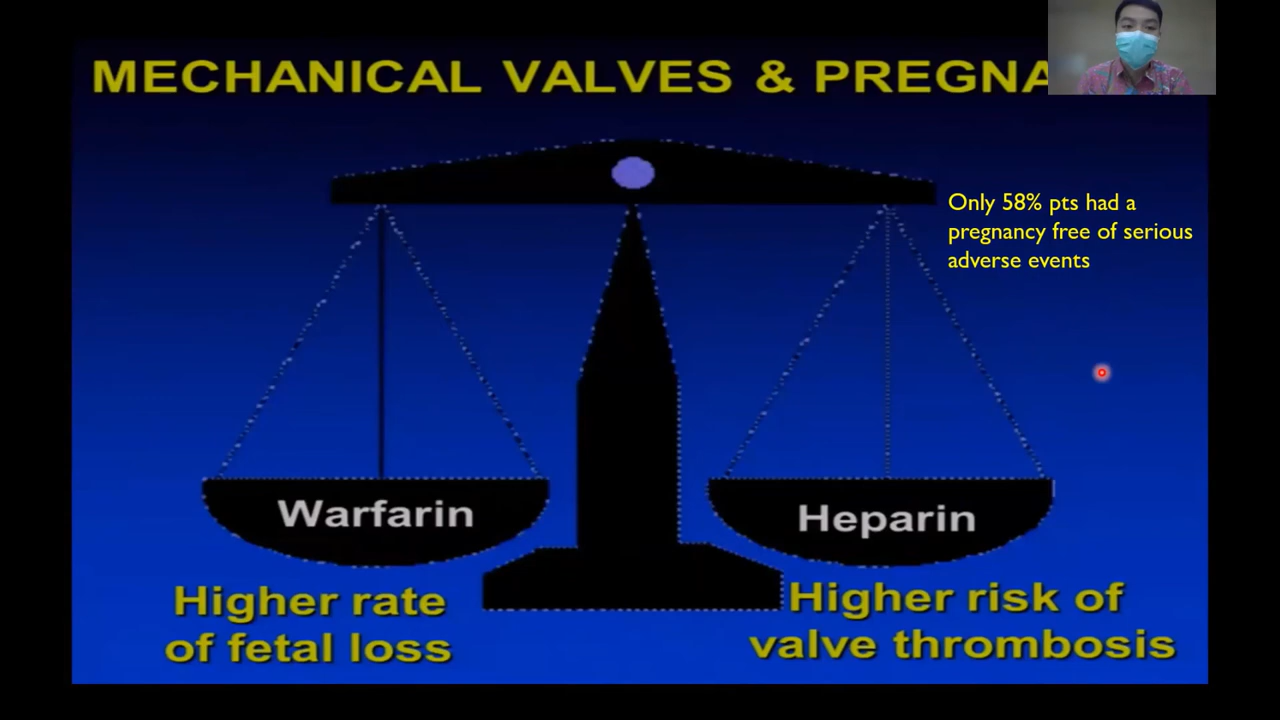 MECHANICAL VALVES & PREGNA
Only 58% pts had a
pregnancy free of serious
adverse events
Warfarin
Heparin
Higher rate
of fetal loss
Higher risk of
valve thrombosis